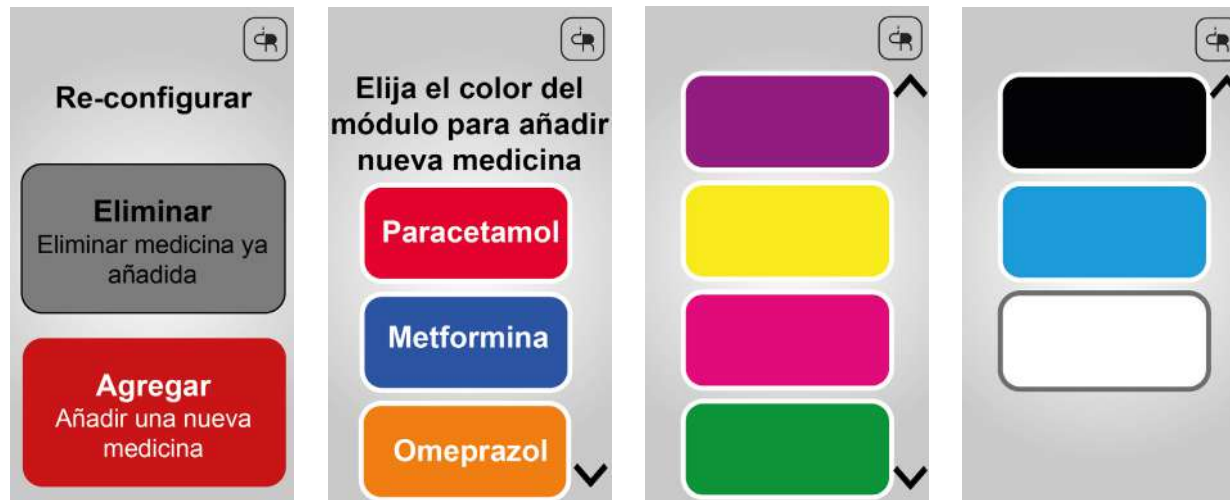 Re-configurar
Eliminar
Eliminar medicina ya
añadida
Agregar
Añadir una nueva
medicina
Elija el color del
módulo para añadir
nueva medicina
Paracetamol
Metformina
Omeprazol